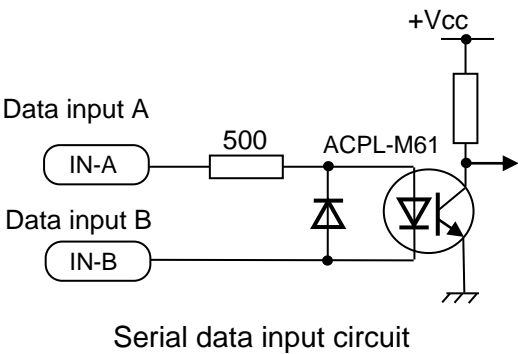 +Vcc
Data input A
500
ACPL-M61
IN-A
Data input B
IN-B
Serial data input circuit